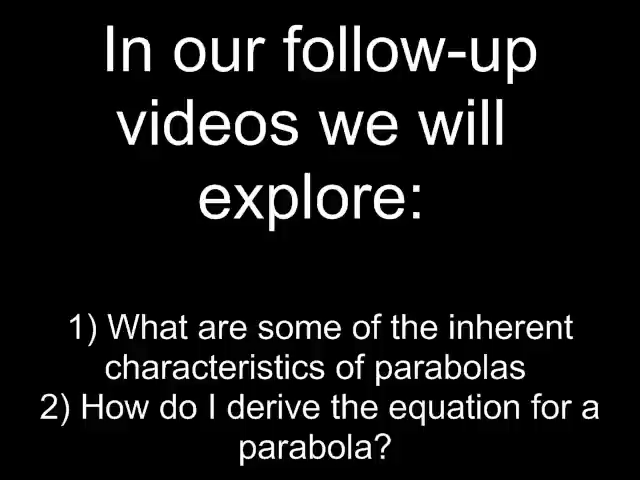 In our follow-up
videos we will
explore:
1) What are some of the inherent
characteristics of parabolas
2) How do I derive the equation for a
parabola?